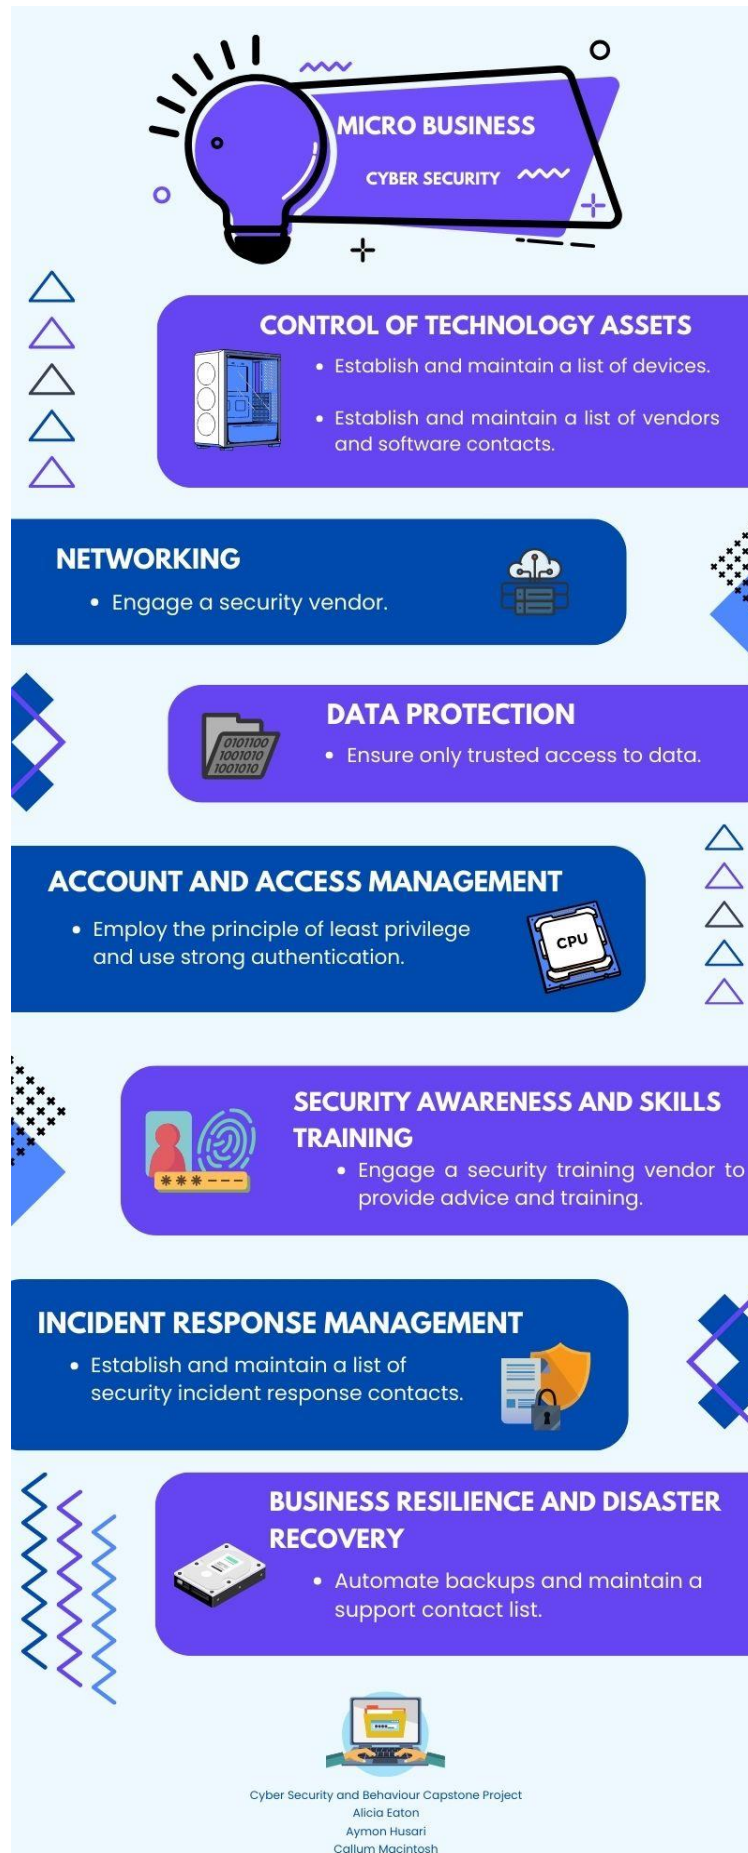 MICRO BUSINESS
CYBER SECURITY
CONTROL OF TECHNOLOGY ASSETS
• Establish and maintain a list of devices.
• Establish and maintain a list of vendors
and software contacts.
NETWORKING
• Engage a security vendor.
DATA PROTECTION
0101100
1001010
1001010
• Ensure only trusted access to data.
ACCOUNT AND ACCESS MANAGEMENT
• Employ the principle of least privilege
and use strong authentication.
CPU
SECURITY AWARENESS AND SKILLS
TRAINING
• Engage a security training vendor to
provide advice and training.
INCIDENT RESPONSE MANAGEMENT
• Establish and maintain a list of
security incident response contacts.
BUSINESS RESILIENCE AND DISASTER
RECOVERY
• Automate backups and maintain a
support contact list.
Cyber Security and Behaviour Capstone Project
Alicia Eaton
Aymon Husari
Callum Macintosh